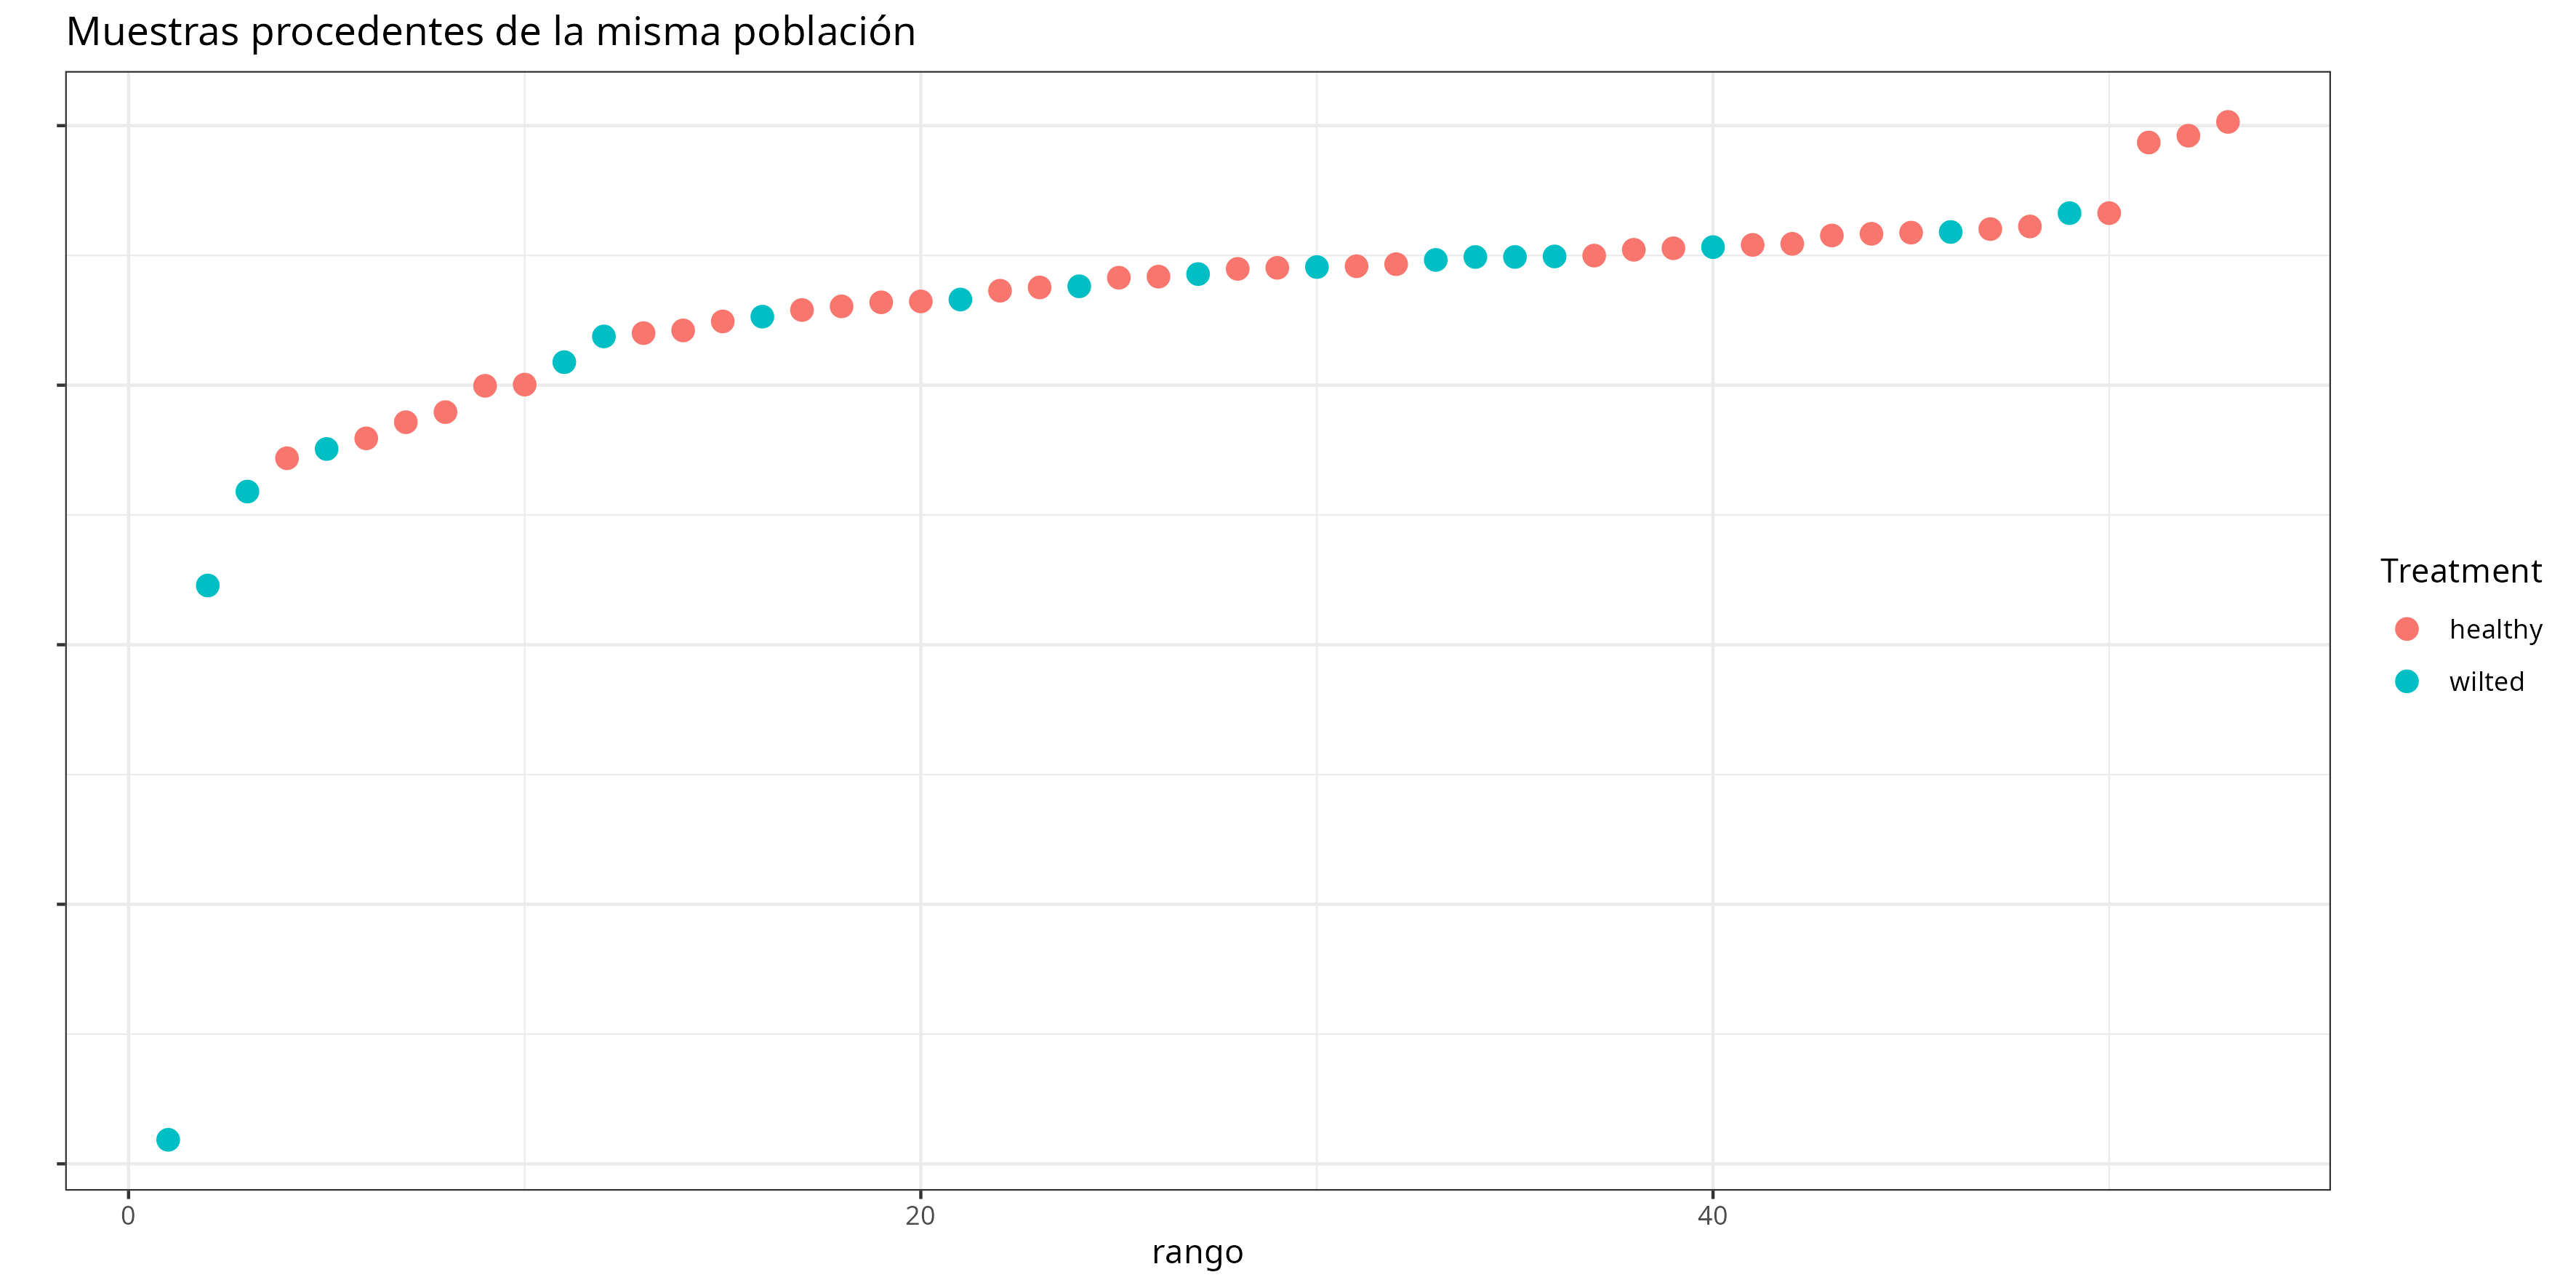 Muestras procedentes de la misma población
Treatment
healthy
wilted
0 20 40
rango